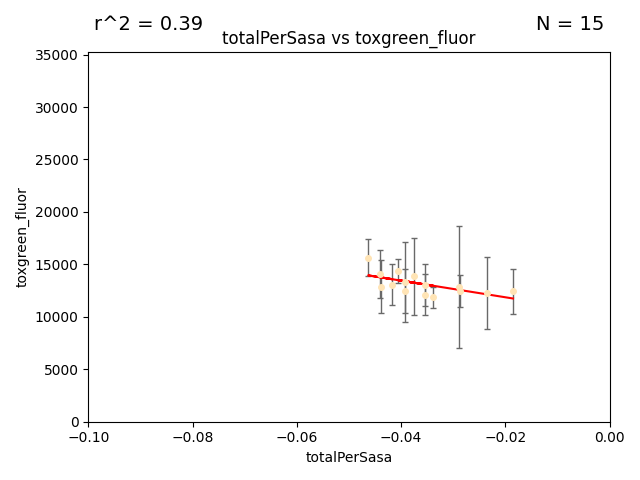 r^2 = 0.39
N = 15
totalPerSasa vs toxgreen_fluor
toxgreen_fluor
35000
30000
25000
20000
15000
10000
5000
0
−0.10
−0.08
−0.06
−0.04
−0.02
0.00
totalPerSasa